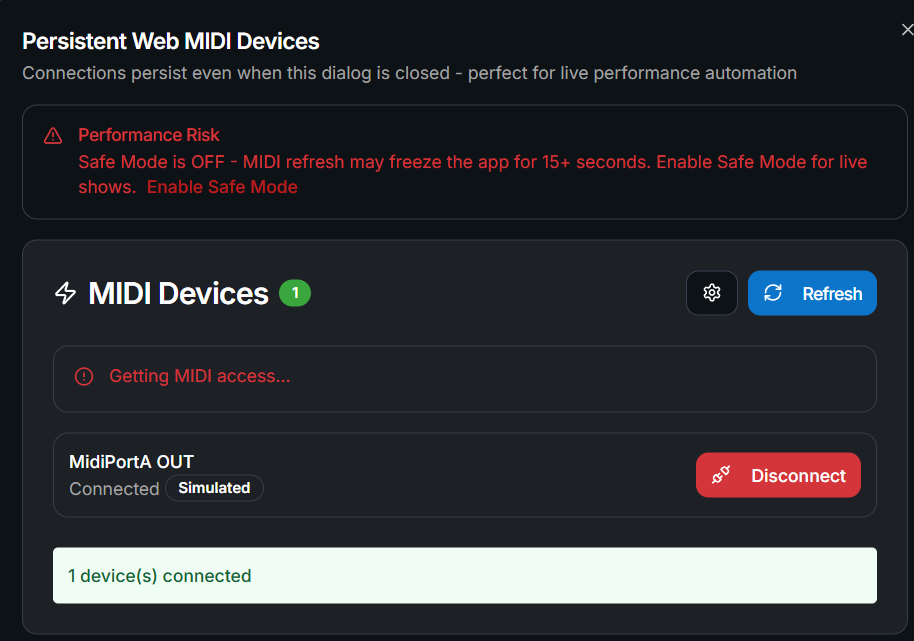 Persistent Web MIDI Devices
Connections persist even when this dialog is closed - perfect for live performance automation
Performance Risk
Safe Mode is OFF - MIDI refresh may freeze the app for 15+ seconds. Enable Safe Mode for live
shows. Enable Safe Mode
MIDI Devices 1
Refresh
Getting MIDI access...
MidiPortA OUT
Connected Simulated
Disconnect
1 device(s) connected